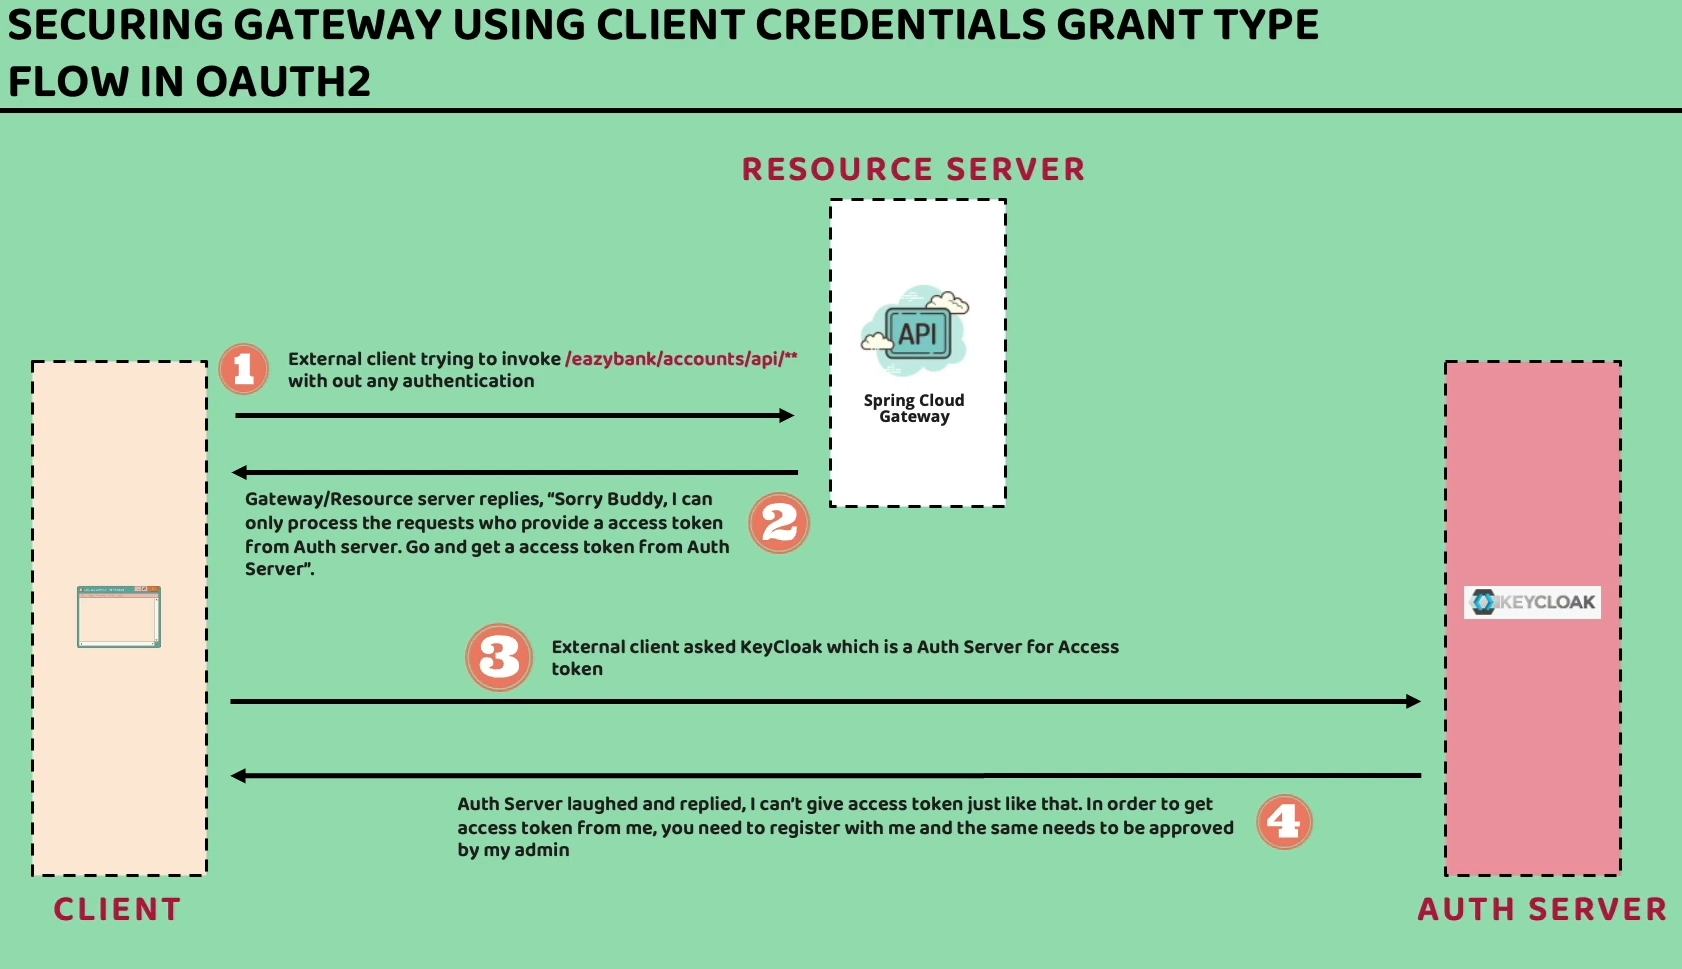 SECURING GATEWAY USING CLIENT CREDENTIALS GRANT TYPE
FLOW IN OAUTH2
RESOURCE SERVER
API
Spring Cloud
Gateway
1
External client trying to invoke /eazybank/accounts/api/**
with out any authentication
Gateway/Resource server replies, “Sorry Buddy, I can
only process the requests who provide a access token
from Auth server. Go and get a access token from Auth
Server”.
2
3
External client asked KeyCloak which is a Auth Server for Access
token
KEYCLOAK
Auth Server laughed and replied, I can’t give access token just like that. In order to get
access token from me, you need to register with me and the same needs to be approved
by my admin
4
CLIENT
AUTH SERVER